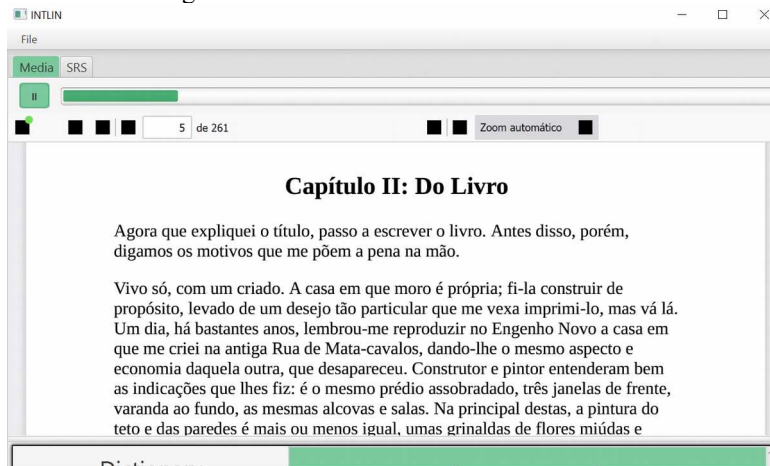 INTLIN
File
Media SRS
5 de 261 Zoom automático
Capítulo II: Do Livro
Agora que expliquei o título, passo a escrever o livro. Antes disso, porém,
digamos os motivos que me põem a pena na mão.
Vivo só, com um criado. A casa em que moro é própria; fi-la construir de
propósito, levado de um desejo tão particular que me vexa imprimi-lo, mas vá lá.
Um dia, há bastantes anos, lembrou-me reproduzir no Engenho Novo a casa em
que me criei na antiga Rua de Mata-cavalos, dando-lhe o mesmo aspecto e
economia daquela outra, que desapareceu. Construtor e pintor entenderam bem
as indicações que lhes fiz: é o mesmo prédio assobradado, três janelas de frente,
varanda ao fundo, as mesmas alcovas e salas. Na principal destas, a pintura do
teto e das paredes é mais ou menos igual, umas grinaldas de flores miúdas e